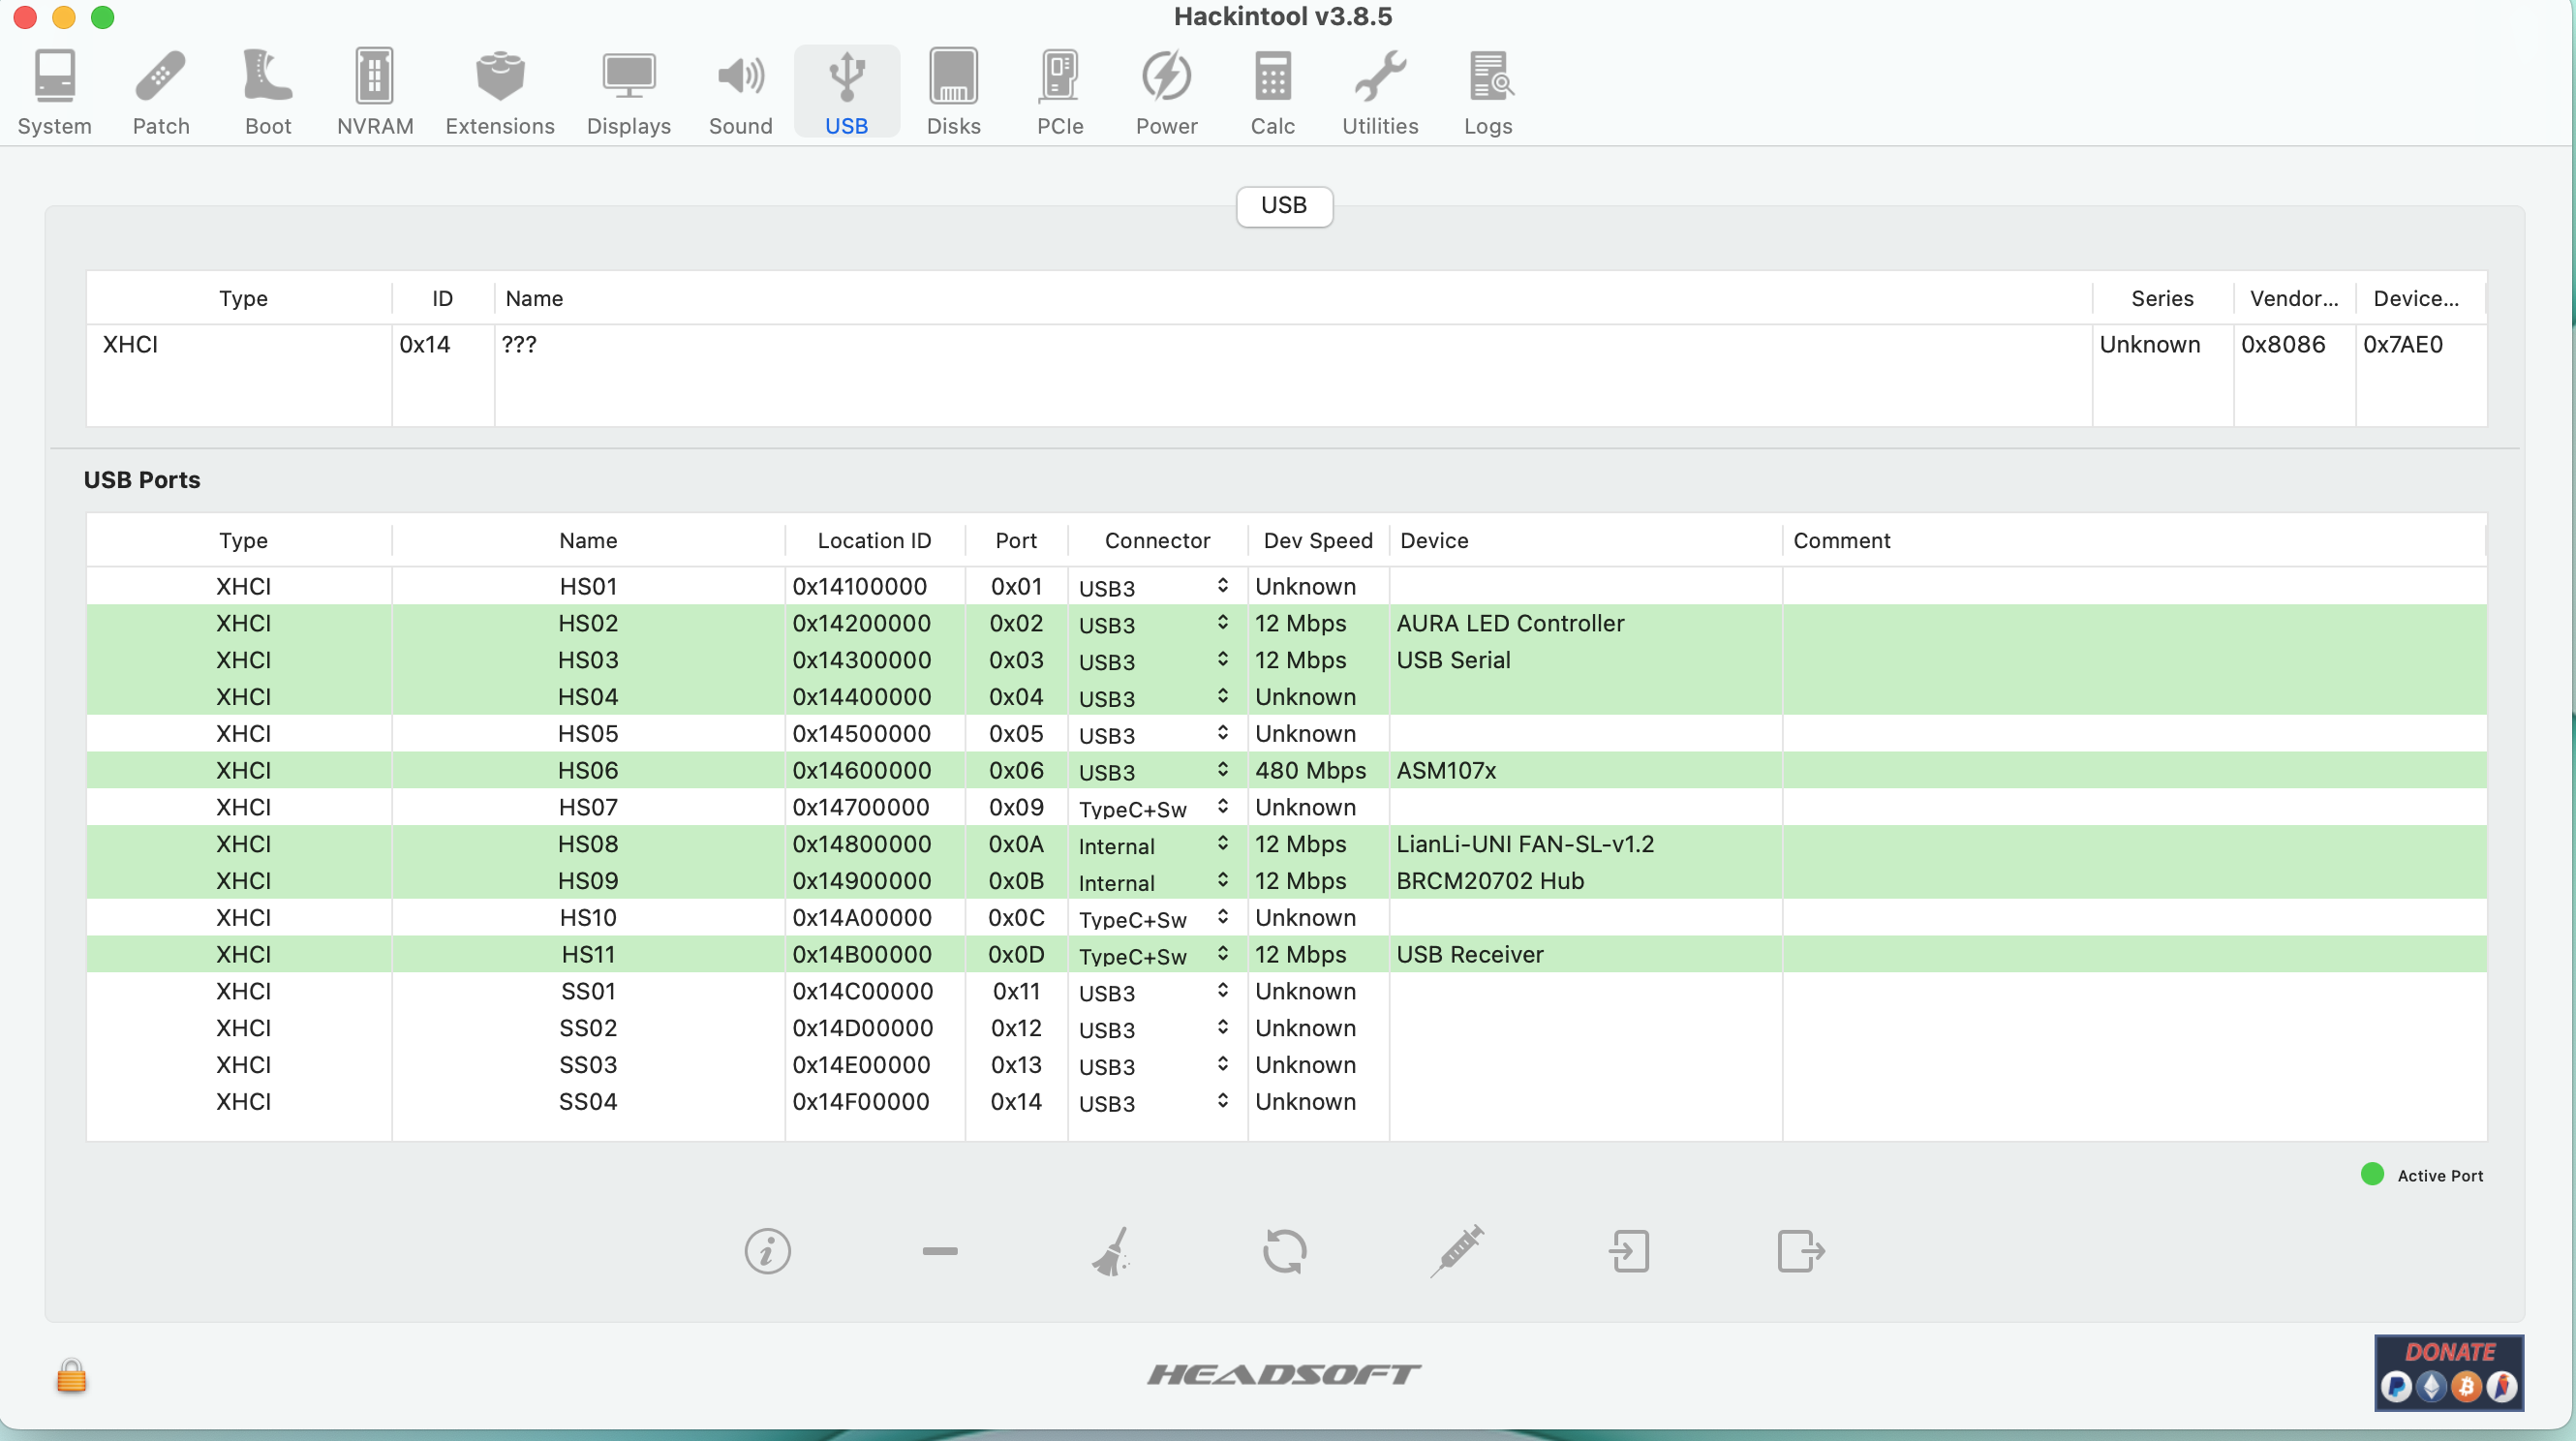 Hackintool v3.8.5
System Patch Boot NVRAM Extensions Displays Sound USB Disks PCIe Power Calc Utilities Logs
USB
Type ID Name Series Vendor... Device...
XHCI 0x14 ??? Unknown 0x8086 0x7AE0
USB Ports
Type Name Location ID Port Connector Dev Speed Device Comment
XHCI HS01 0x14100000 0x01 USB3 Unknown
XHCI HS02 0x14200000 0x02 USB3 12 Mbps AURA LED Controller
XHCI HS03 0x14300000 0x03 USB3 12 Mbps USB Serial
XHCI HS04 0x14400000 0x04 USB3 Unknown
XHCI HS05 0x14500000 0x05 USB3 Unknown
XHCI HS06 0x14600000 0x06 USB3 480 Mbps ASM107x
XHCI HS07 0x14700000 0x09 TypeC+Sw Unknown
XHCI HS08 0x14800000 0x0A Internal 12 Mbps LianLi-UNI FAN-SL-v1.2
XHCI HS09 0x14900000 0x0B Internal 12 Mbps BRCM20702 Hub
XHCI HS10 0x14A00000 0x0C TypeC+Sw Unknown
XHCI HS11 0x14B00000 0x0D TypeC+Sw 12 Mbps USB Receiver
XHCI SS01 0x14C00000 0x11 USB3 Unknown
XHCI SS02 0x14D00000 0x12 USB3 Unknown
XHCI SS03 0x14E00000 0x13 USB3 Unknown
XHCI SS04 0x14F00000 0x14 USB3 Unknown
Active Port
HEADSOFT
DONATE